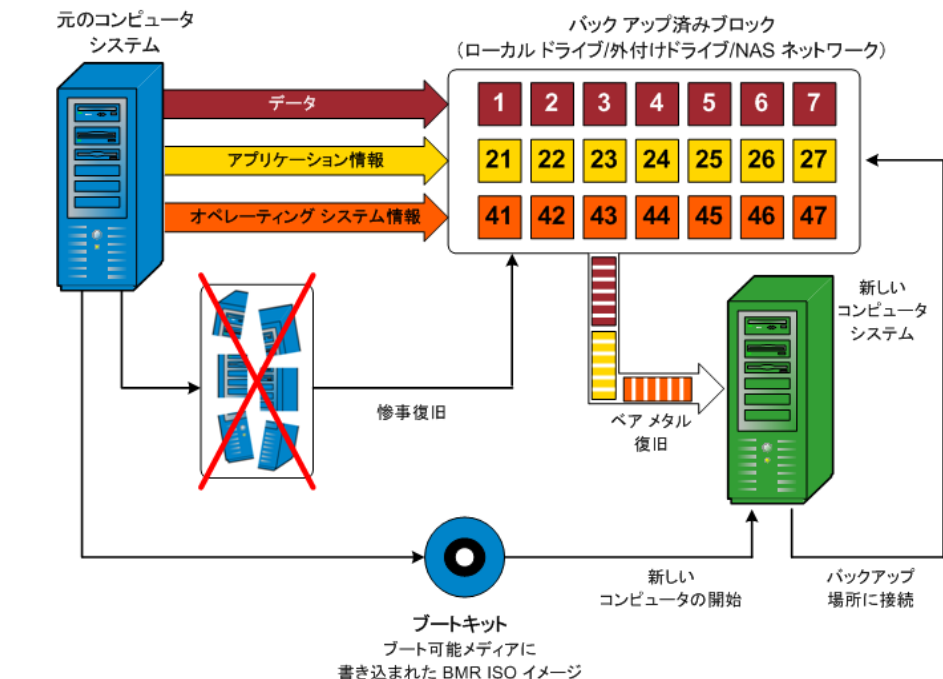 元のコンピュータ
システム
バック アップ済みブロック
(ローカル ドライブ/外付けドライブ/NAS ネットワーク)
データ
1 2 3 4 5 6 7
アプリケーション情報
21 22 23 24 25 26 27
オペレーティング システム情報
41 42 43 44 45 46 47
新しい
コンピュータ
システム
惨事復旧
ベア メタル
復旧
新しい
コンピュータの開始
バックアップ
場所に接続
ブートキット
ブート可能メディアに
書き込まれた BMR ISO イメージ